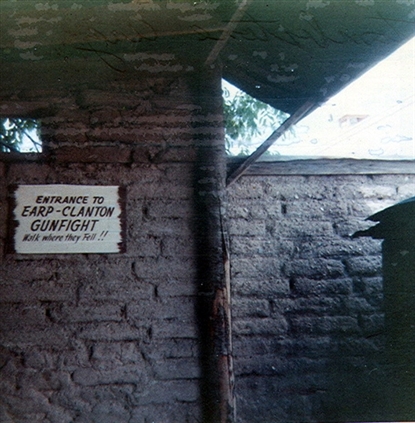 ENTRANCE TO
EARP-CLANTON
GUNFIGHT
Walk where they Fell !!